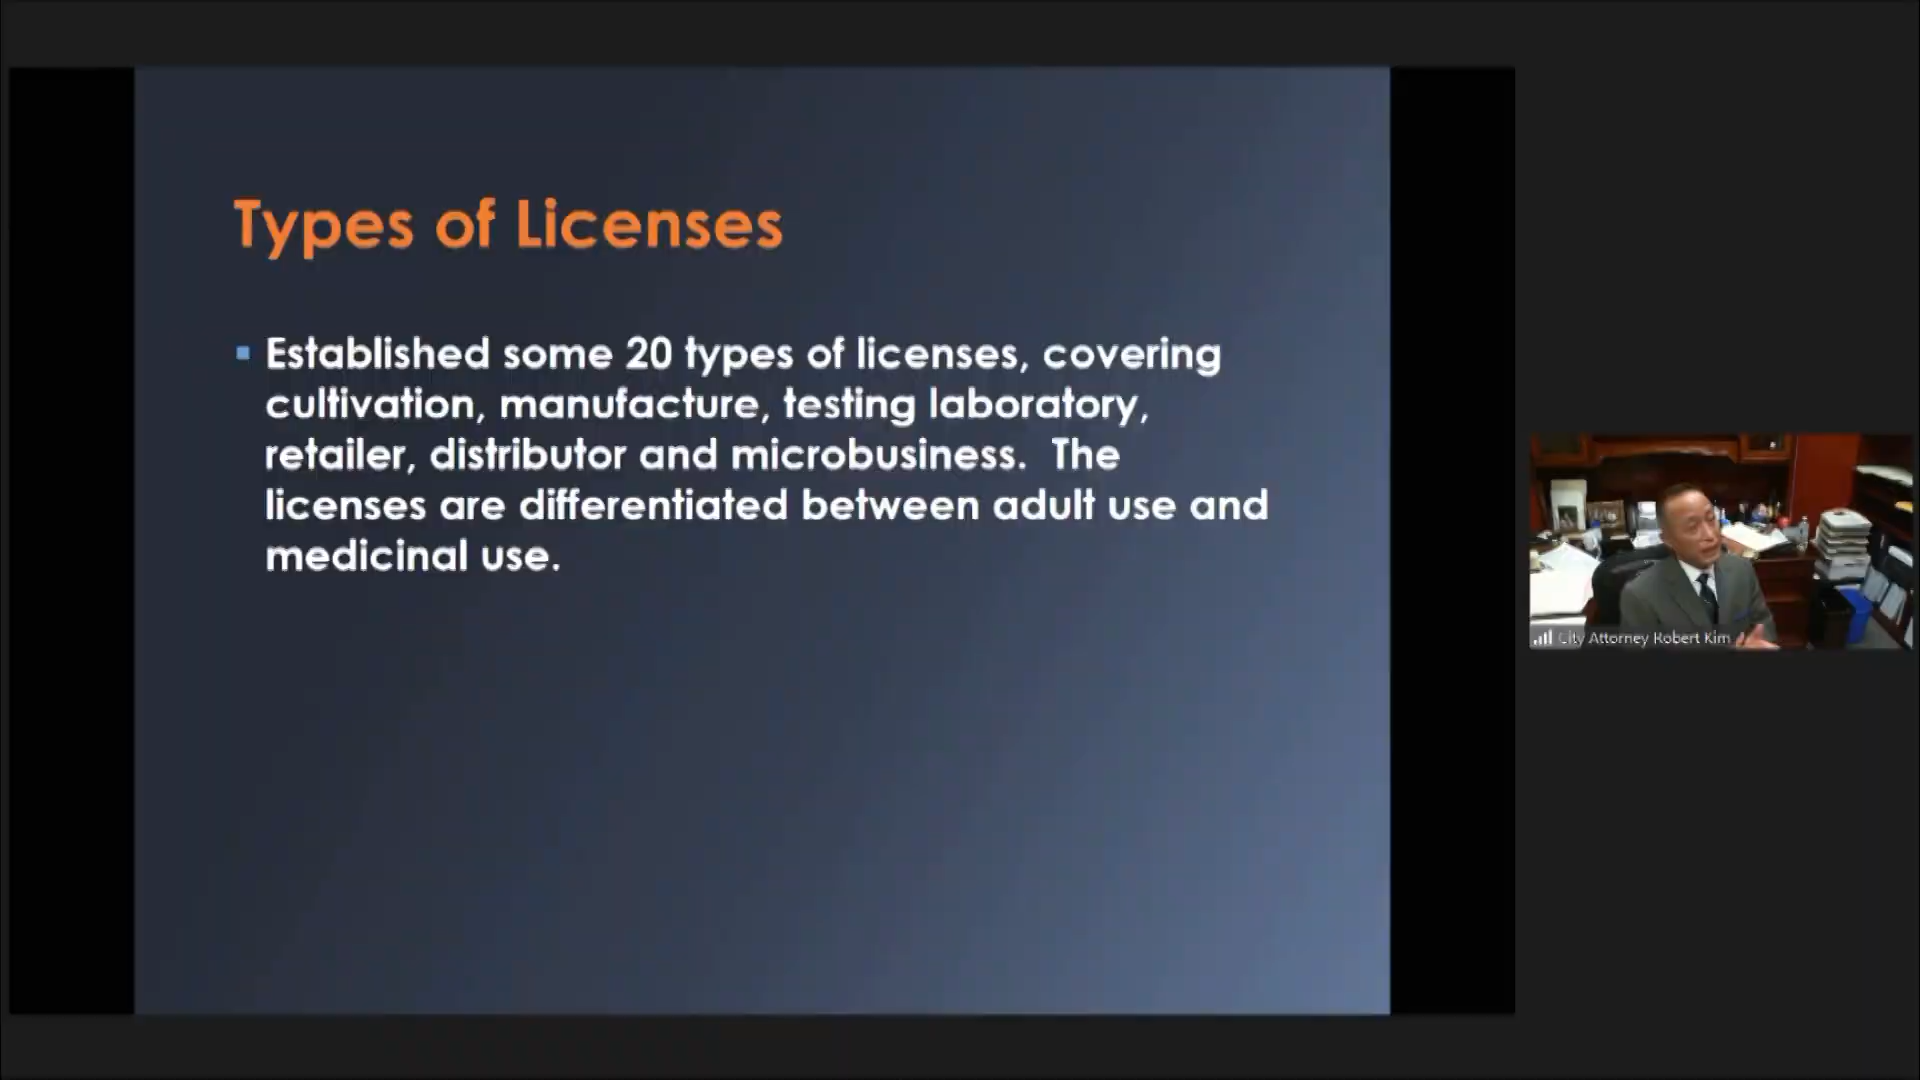 Types of Licenses
Established some 20 types of licenses, covering
cultivation, manufacture, testing laboratory,
retailer, distributor and microbusiness. The
licenses are differentiated between adult use and
medicinal use.
City Attorney Robert Kim